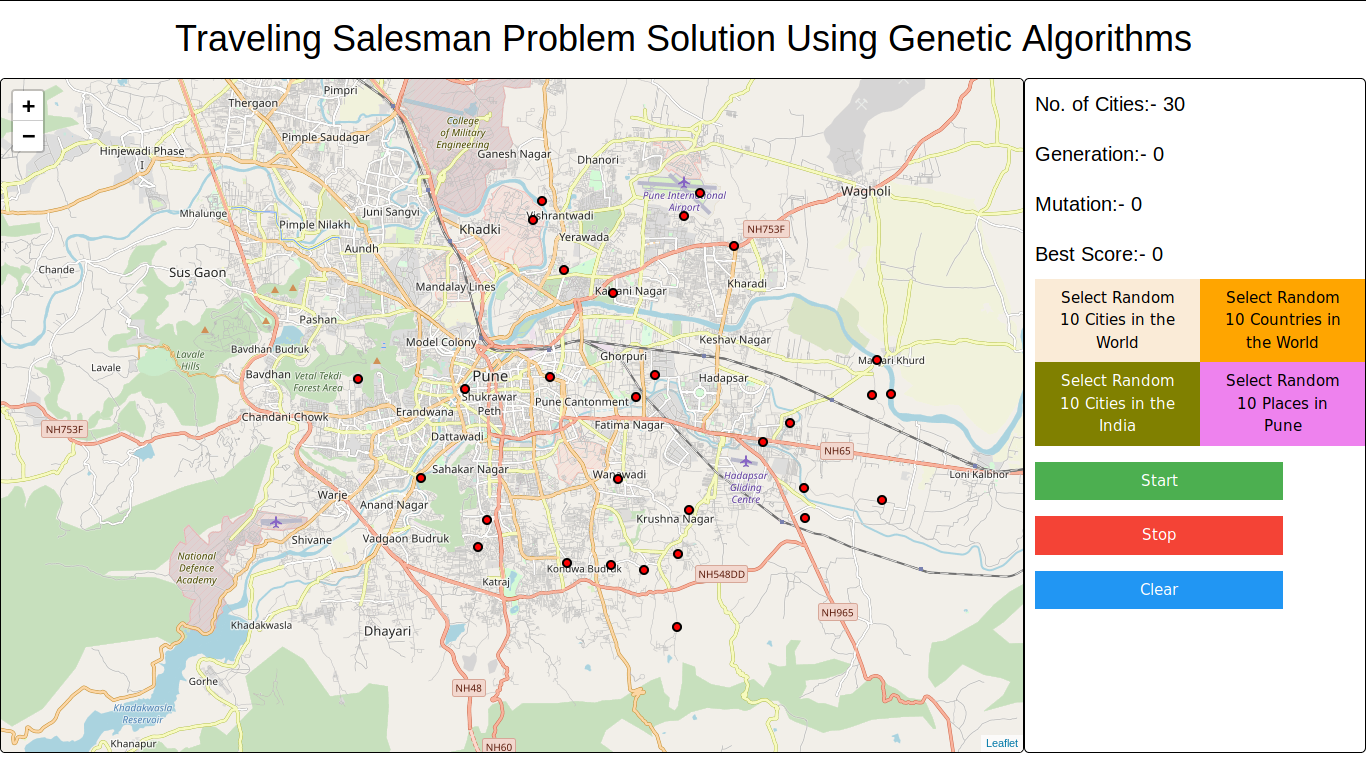 Traveling Salesman Problem Solution Using Genetic Algorithms
+
−
Pimpri
Thergaon
Pimple Saudagar
College
of Military
Engineering
Ganesh Nagar
Dhanori
Hinjewadi Phase
I
Pune International
Airport
Wagholi
Mhalunge
Juni Sangvi
Pimple Nilakh
Vishrantwadi
Khadki
Yerawada
NH753F
Aundh
Chande
Sus Gaon
Mandalay Lines
Kalyani Nagar
Kharadi
Pashan
Model Colony
Keshav Nagar
Bavdhan Budruk
Lavale
Hills
Ghorpuri
Manjari Khurd
Lavale
Bavdhan
Vetal Tekdi
Forest Area
Pune
Hadapsar
Shukrawar
Peth
Pune Cantonment
Erandwana
Chandani Chowk
NH753F
Fatima Nagar
Dattawadi
NH65
Sahakar Nagar
Wanawadi
Hadapsar
Gliding
Centre
Loni Kalbhor
Warje
Anand Nagar
Krushna Nagar
Shivane
Vadgaon Budruk
National
Defence
Academy
Kondwa Budruk
NH548DD
Katraj
NH965
Khadakwasla
Dhayari
Gorhe
NH48
Khadakwasla
Reservoir
Khanapur
NH60
Leaflet
No. of Cities:- 30
Generation:- 0
Mutation:- 0
Best Score:- 0
Select Random
10 Cities in the
World
Select Random
10 Countries in
the World
Select Random
10 Cities in the
India
Select Random
10 Places in
Pune
Start
Stop
Clear